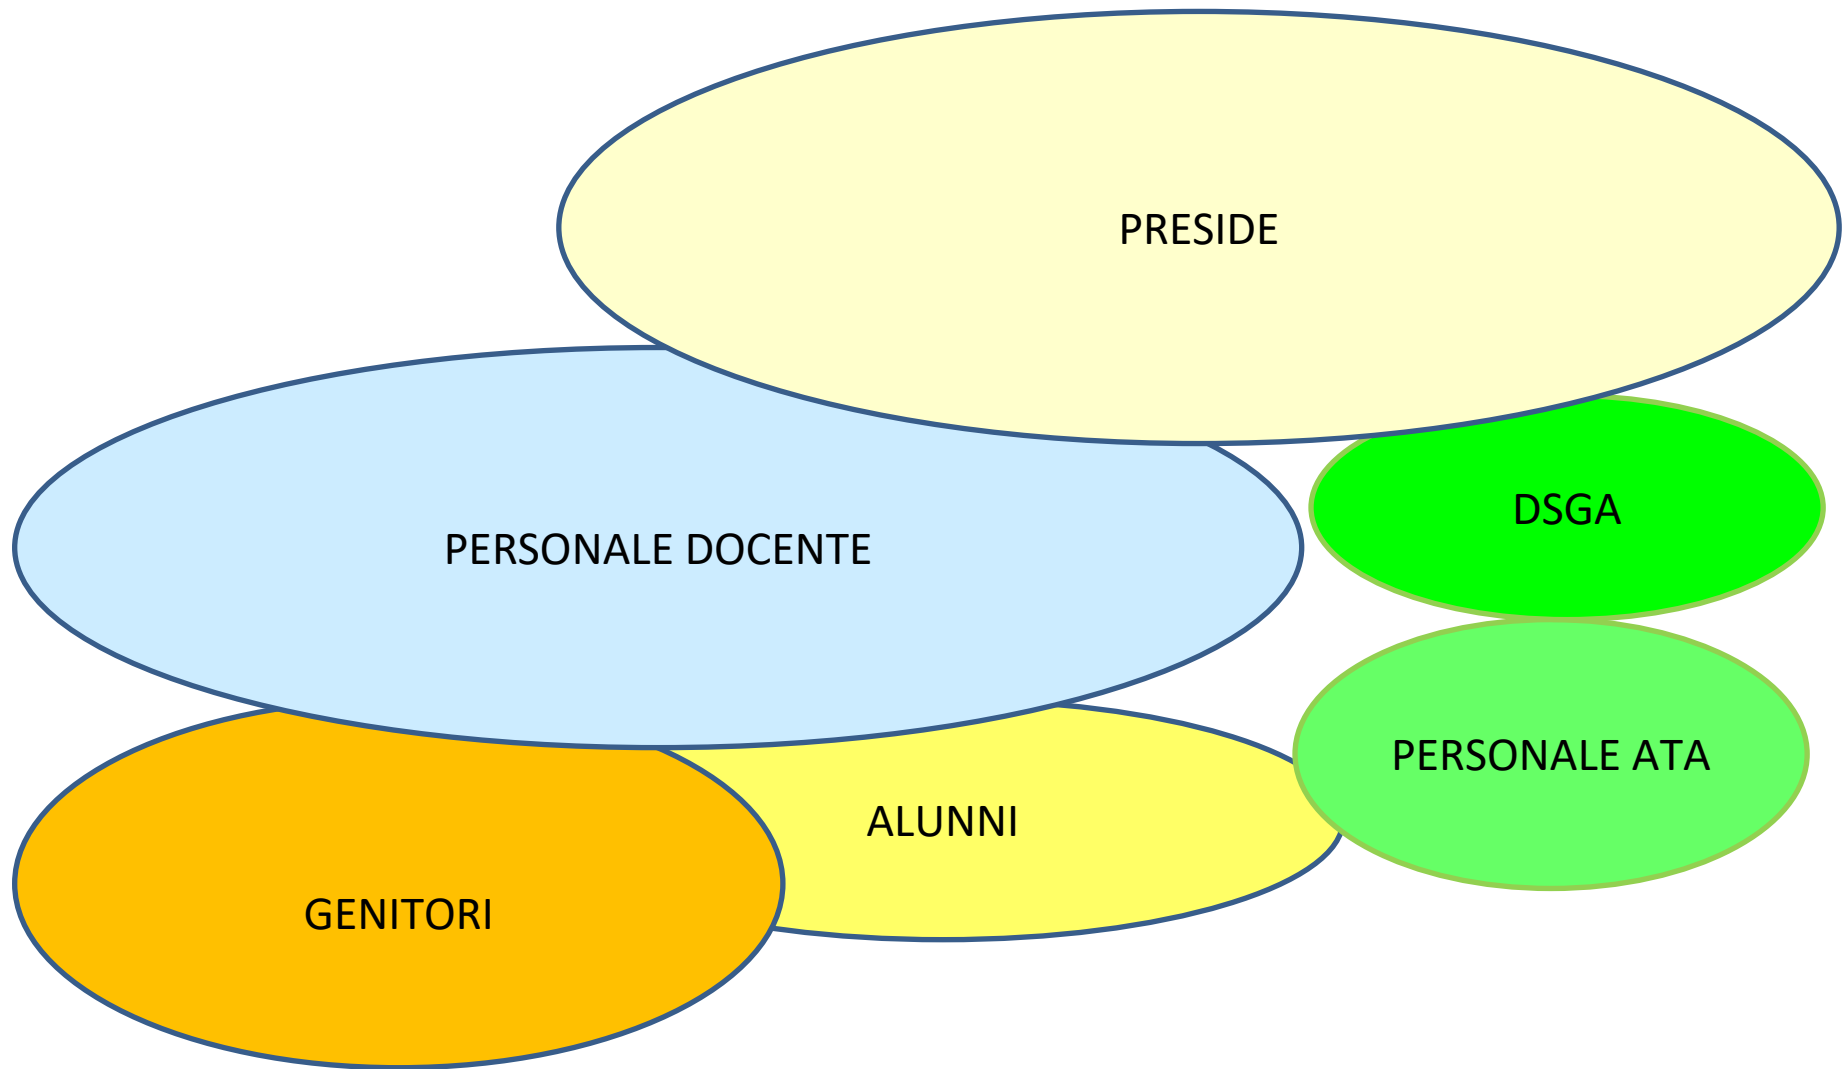 PRESIDE
DSGA
PERSONALE DOCENTE
PERSONALE ATA
ALUNNI
GENITORI